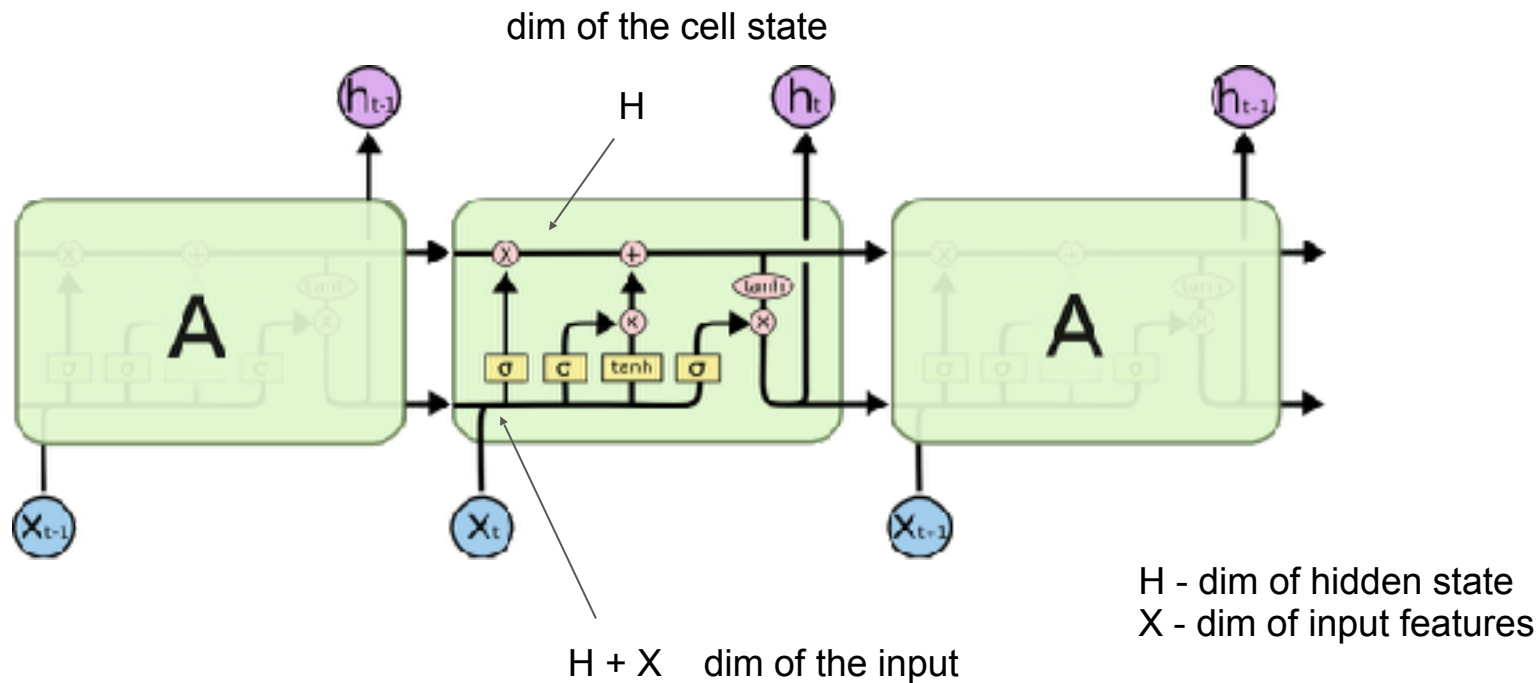 dim of the cell state
H
h t-1
h t
h t-1
x
+
tanh
A
x
σ
c
tenh
σ
x
A
X t-1
X t
X t+1
H - dim of hidden state
X - dim of input features
H + X dim of the input